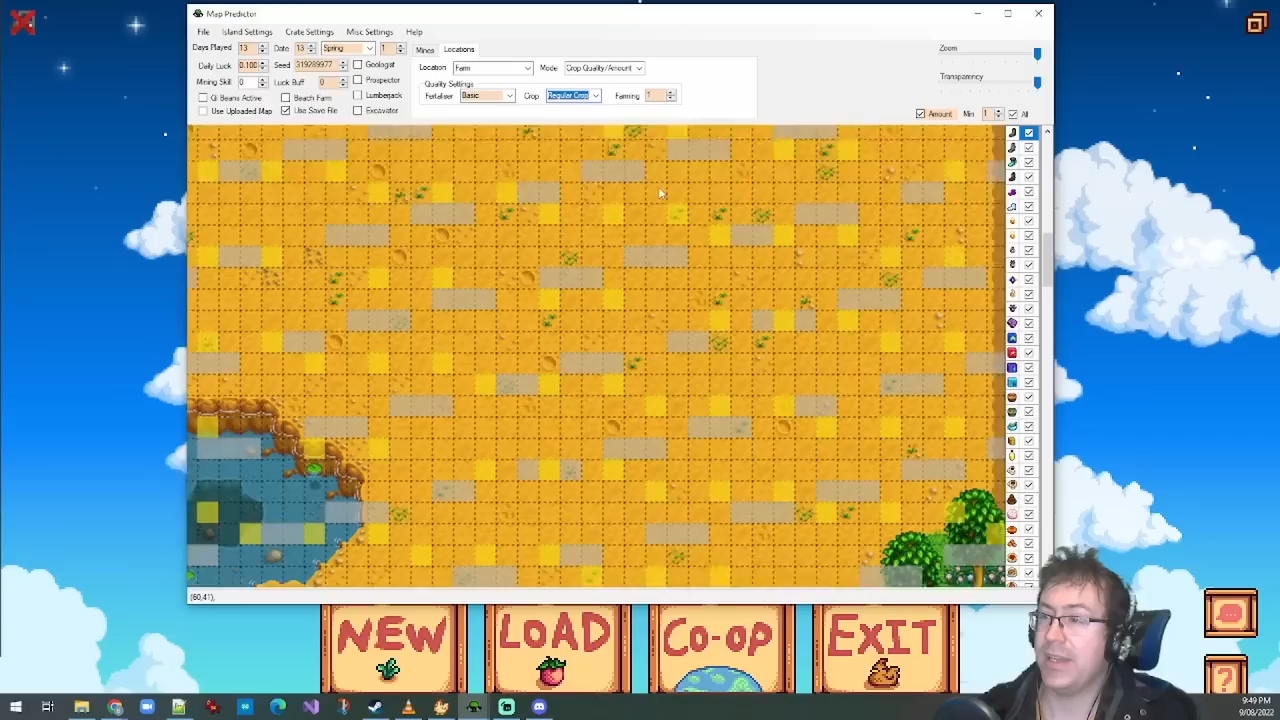 Map Predictor
File Island Settings Crate Settings Misc Settings Help
Days Played 13 Date 13 Spring 1 Mines Locations
Daily Luck 0.100 Seed 319289977 Geologist
Location Farm Mode Crop Quality/Amount
Mining Skill 0 Luck Buff 0 Prospector
Quality Settings
Qi Beans Active Beach Farm Lumberjack
Fertaliser Basic Crop Regular Crop Farming 1
Use Uploaded Map Use Save File Excavator
Zoom
Transparency
Amount Min 1 All
(60,41),
NEW LOAD Co-op EXIT
?
9:49 PM
9/08/2022